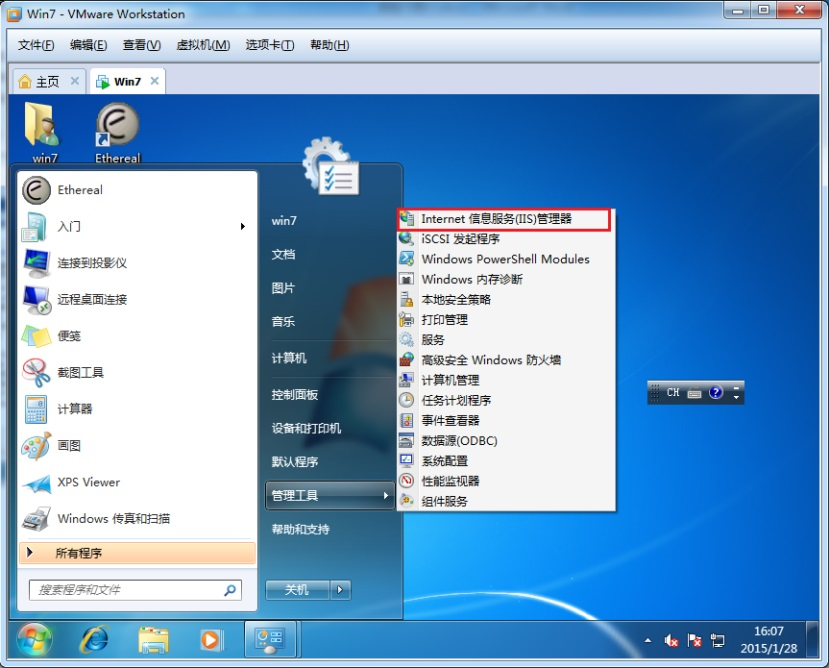 Win7 - VMware Workstation
文件(F) 编辑(E) 查看(V) 虚拟机(M) 选项卡(T) 帮助(H)
主页 Win7
win7
Ethereal
Ethereal
入门
连接到投影仪
远程桌面连接
便笺
截图工具
计算器
画图
XPS Viewer
Windows 传真和扫描
所有程序
搜索程序和文件
win7
文档
图片
音乐
计算机
控制面板
设备和打印机
默认程序
管理工具
帮助和支持
关机
Internet 信息服务(IIS)管理器
iSCSI 发起程序
Windows PowerShell Modules
Windows 内存诊断
本地安全策略
打印管理
服务
高级安全 Windows 防火墙
计算机管理
任务计划程序
事件查看器
数据源(ODBC)
系统配置
性能监视器
组件服务
CH
16:07
2015/1/28